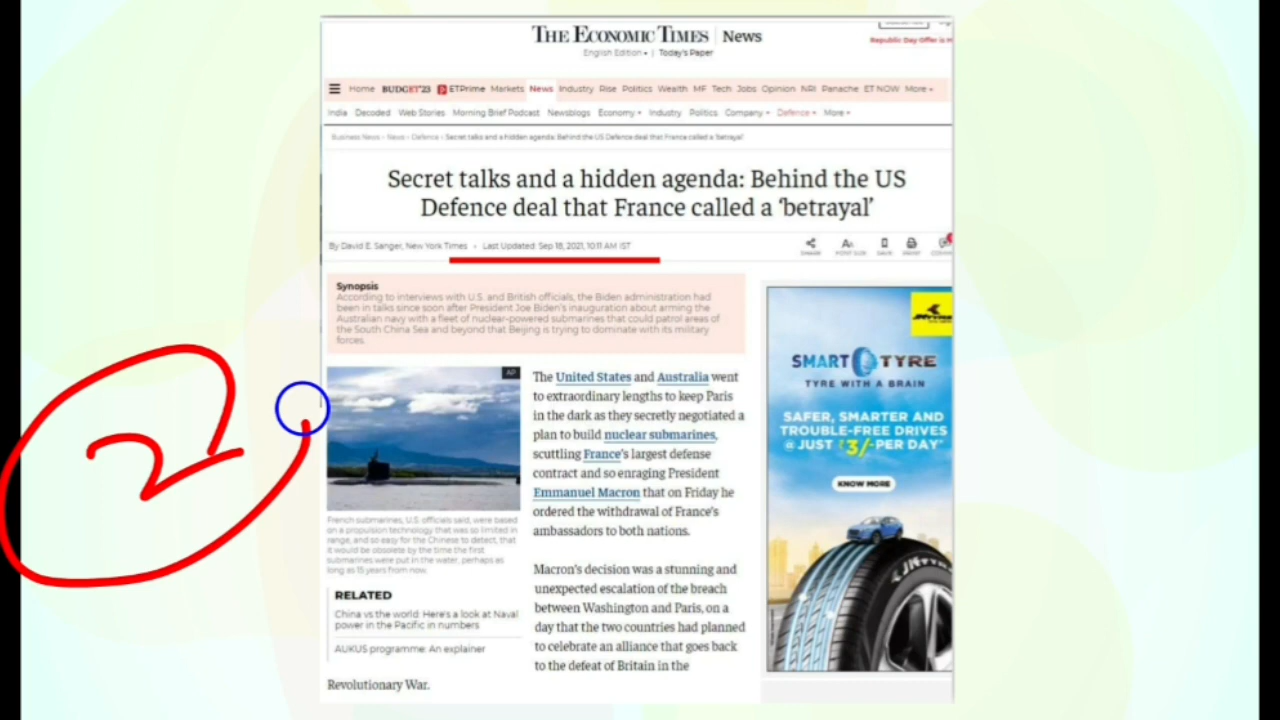 THE ECONOMIC TIMES | News
English Edition | Today's Paper
Republic Day Offer is
Home BUDGET'23 ETPrime Markets News Industry Rise Politics Wealth MF Tech Jobs Opinion NRI Panache ET NOW More
India Decoded Web Stories Morning Brief Podcast Newsblogs Economy Industry Politics Company Defence More
Business News › News › Defence › Secret talks and a hidden agenda: Behind the US Defence deal that France called a 'betrayal'
Secret talks and a hidden agenda: Behind the US
Defence deal that France called a 'betrayal'
By David E. Sanger, New York Times • Last Updated: Sep 18, 2021, 10:11 AM IST
SHARE FONT SIZE SAVE PRINT
Synopsis
According to interviews with U.S. and British officials, the Biden administration had
been in talks since soon after President Joe Biden's inauguration about arming the
Australian navy with a fleet of nuclear-powered submarines that could patrol areas of
the South China Sea and beyond that Beijing is trying to dominate with its military
forces.
AP
French submarines, U.S. officials said, were based
on a propulsion technology that was so limited in
range, and so easy for the Chinese to detect, that
it would be obsolete by the time the first
submarines were put in the water, perhaps as
long as 15 years from now.
RELATED
China vs the world: Here's a look at Naval
power in the Pacific in numbers
AUKUS programme: An explainer
The United States and Australia went
to extraordinary lengths to keep Paris
in the dark as they secretly negotiated a
plan to build nuclear submarines,
scuttling France's largest defense
contract and so enraging President
Emmanuel Macron that on Friday he
ordered the withdrawal of France's
ambassadors to both nations.
Macron's decision was a stunning and
unexpected escalation of the breach
between Washington and Paris, on a
day that the two countries had planned
to celebrate an alliance that goes back
to the defeat of Britain in the
Revolutionary War.
SMART TYRE
TYRE WITH A BRAIN
SAFER, SMARTER AND
TROUBLE-FREE DRIVES
@ JUST ₹3/-PER DAY*
KNOW MORE
JK TYRE
2